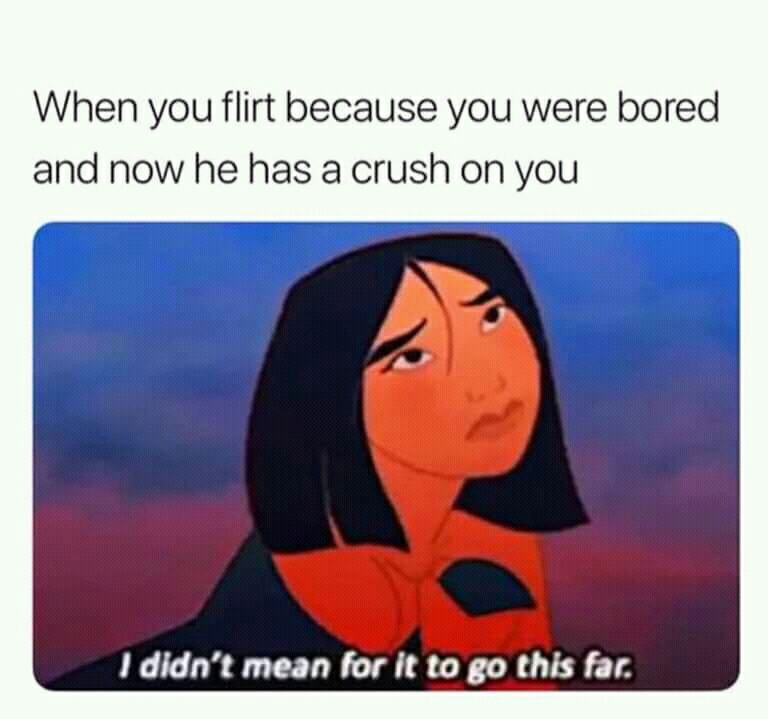 When you flirt because you were bored
and now he has a crush on you
I didn't mean for it to go this far.